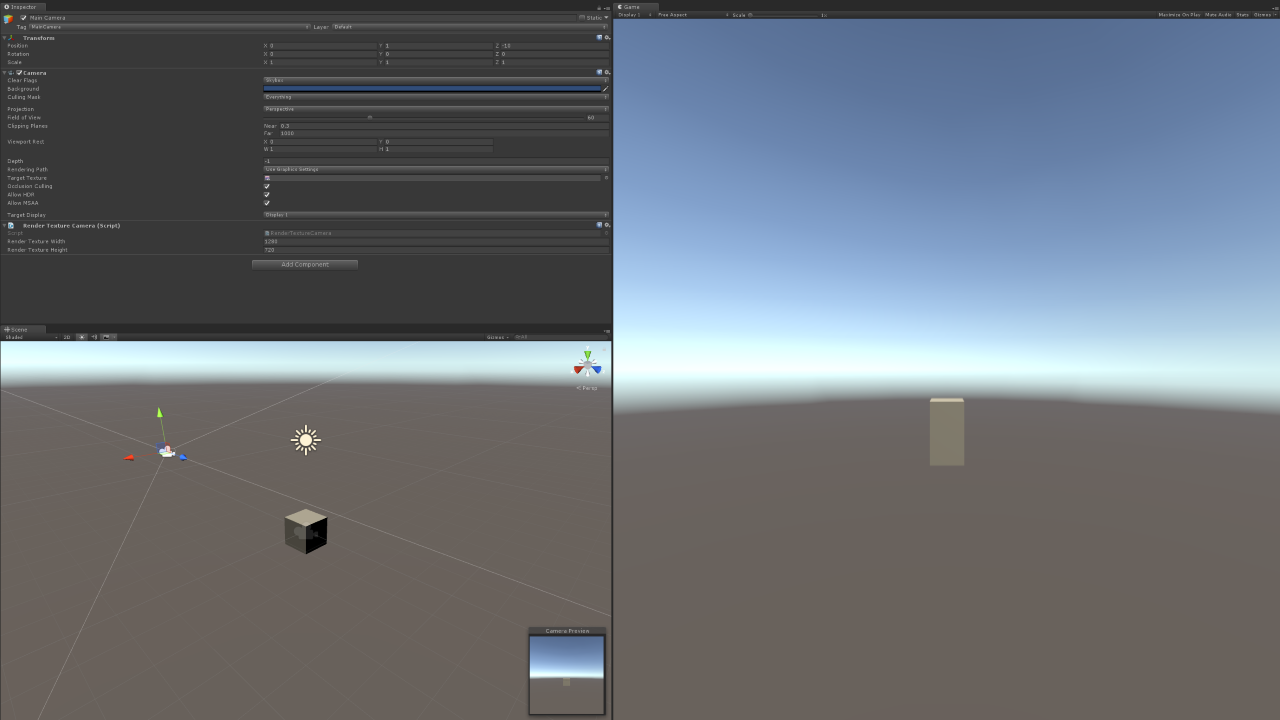 Inspector
Main Camera Static
Tag MainCamera Layer Default
Transform
Position X 0 Y 1 Z -10
Rotation X 0 Y 0 Z 0
Scale X 1 Y 1 Z 1
Camera
Clear Flags Skybox
Background
Culling Mask Everything
Projection Perspective
Field of View 60
Clipping Planes Near 0.3
Far 1000
Viewport Rect X 0 Y 0
W 1 H 1
Depth -1
Rendering Path Use Graphics Settings
Target Texture
Occlusion Culling
Allow HDR
Allow MSAA
Target Display Display 1
Render Texture Camera (Script)
Script RenderTextureCamera
Render Texture Width 1280
Render Texture Height 720
Add Component
Scene
Shaded 2D Gizmos All
Persp
Camera Preview
Game
Display 1 Free Aspect Scale 1x Maximize On Play Mute Audio Stats Gizmos